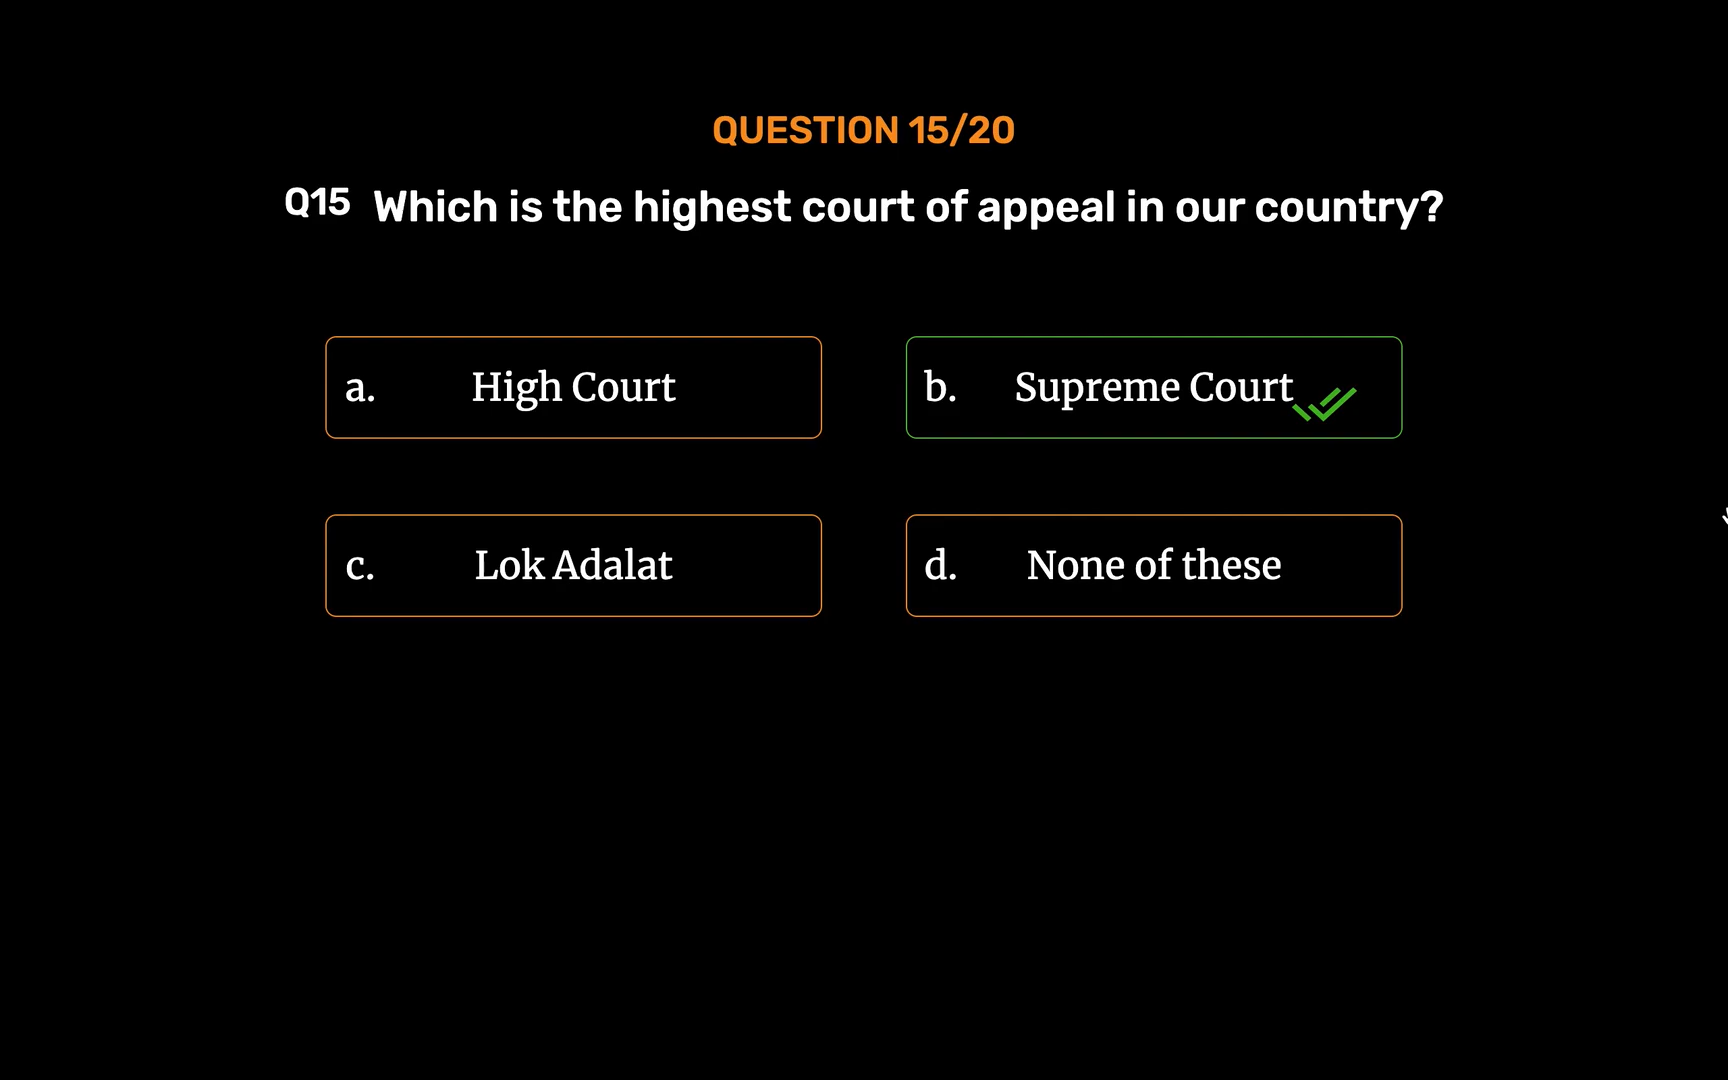 QUESTION 15/20
Q15 Which is the highest court of appeal in our country?
a. High Court
b. Supreme Court
c. Lok Adalat
d. None of these